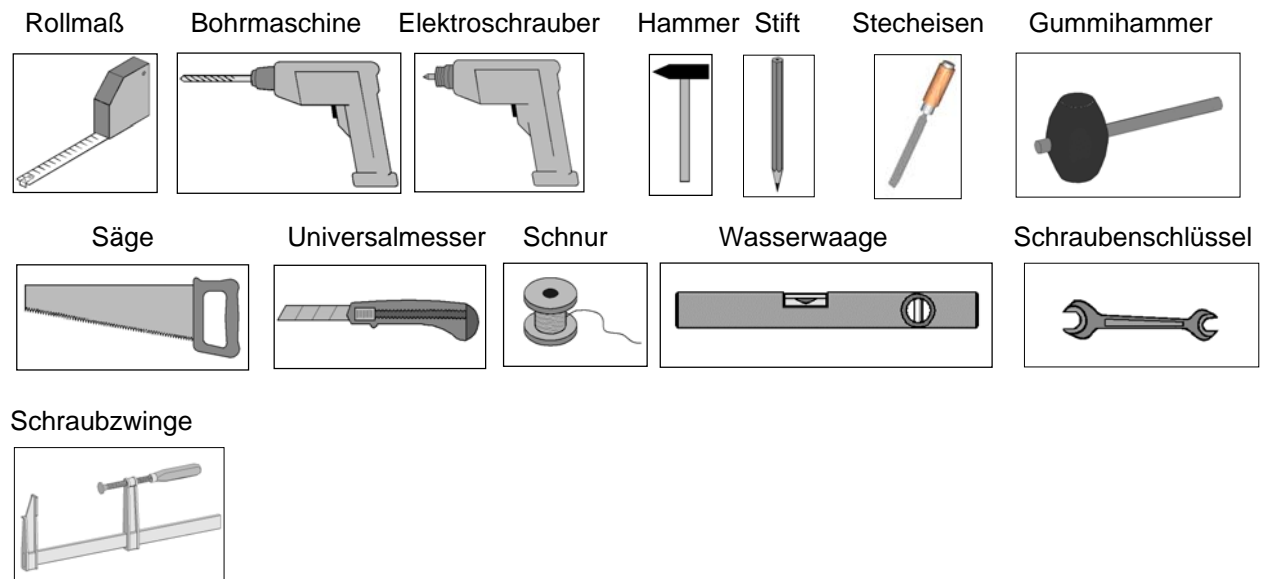 Rollmaß Bohrmaschine Elektroschrauber Hammer Stift Stecheisen Gummihammer
Säge Universalmesser Schnur Wasserwaage Schraubenschlüssel
Schraubzwinge